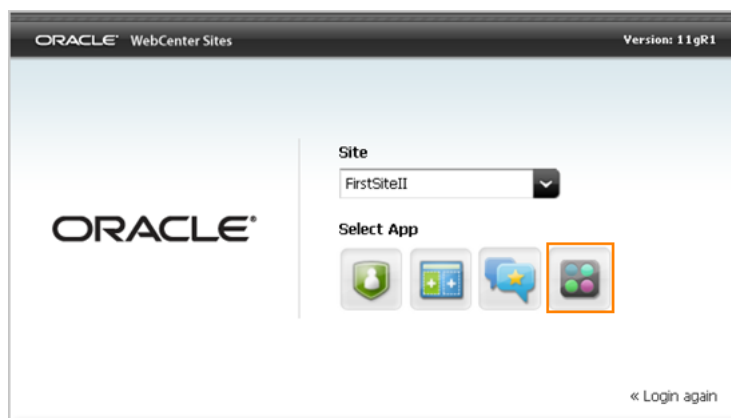 ORACLE® WebCenter Sites
Version: 11gR1
Site
FirstSiteII
ORACLE®
Select App
« Login again